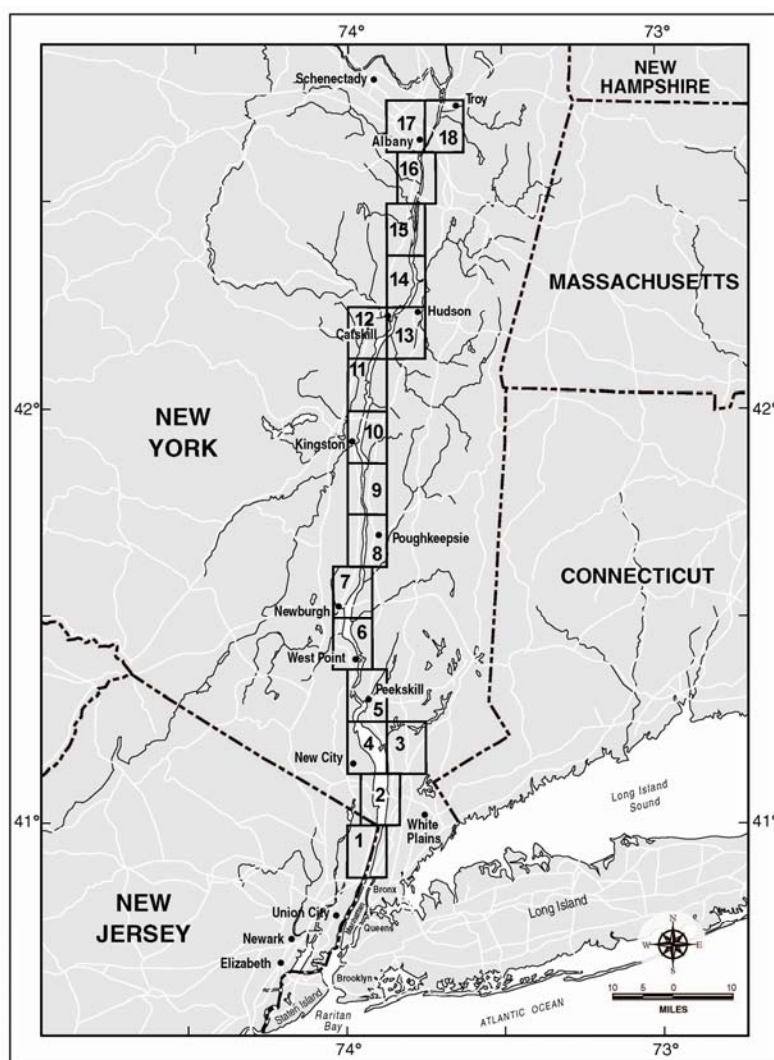 74°
73°
NEW
HAMPSHIRE
Schenectady
Troy
17
Albany
18
16
15
MASSACHUSETTS
14
12
Hudson
Catskill
13
11
42°
42°
NEW
YORK
10
Kingston
9
Poughkeepsie
8
CONNECTICUT
7
Newburgh
6
West Point
Peekskill
5
4
3
New City
2
Long Island
Sound
41°
41°
White
Plains
1
Bronx
NEW
JERSEY
Union City
Manhattan
Queens
Long Island
Newark
N
W
E
S
Elizabeth
Brooklyn
Staten Island
Raritan
Bay
ATLANTIC OCEAN
10 5 0 10
MILES
74°
73°